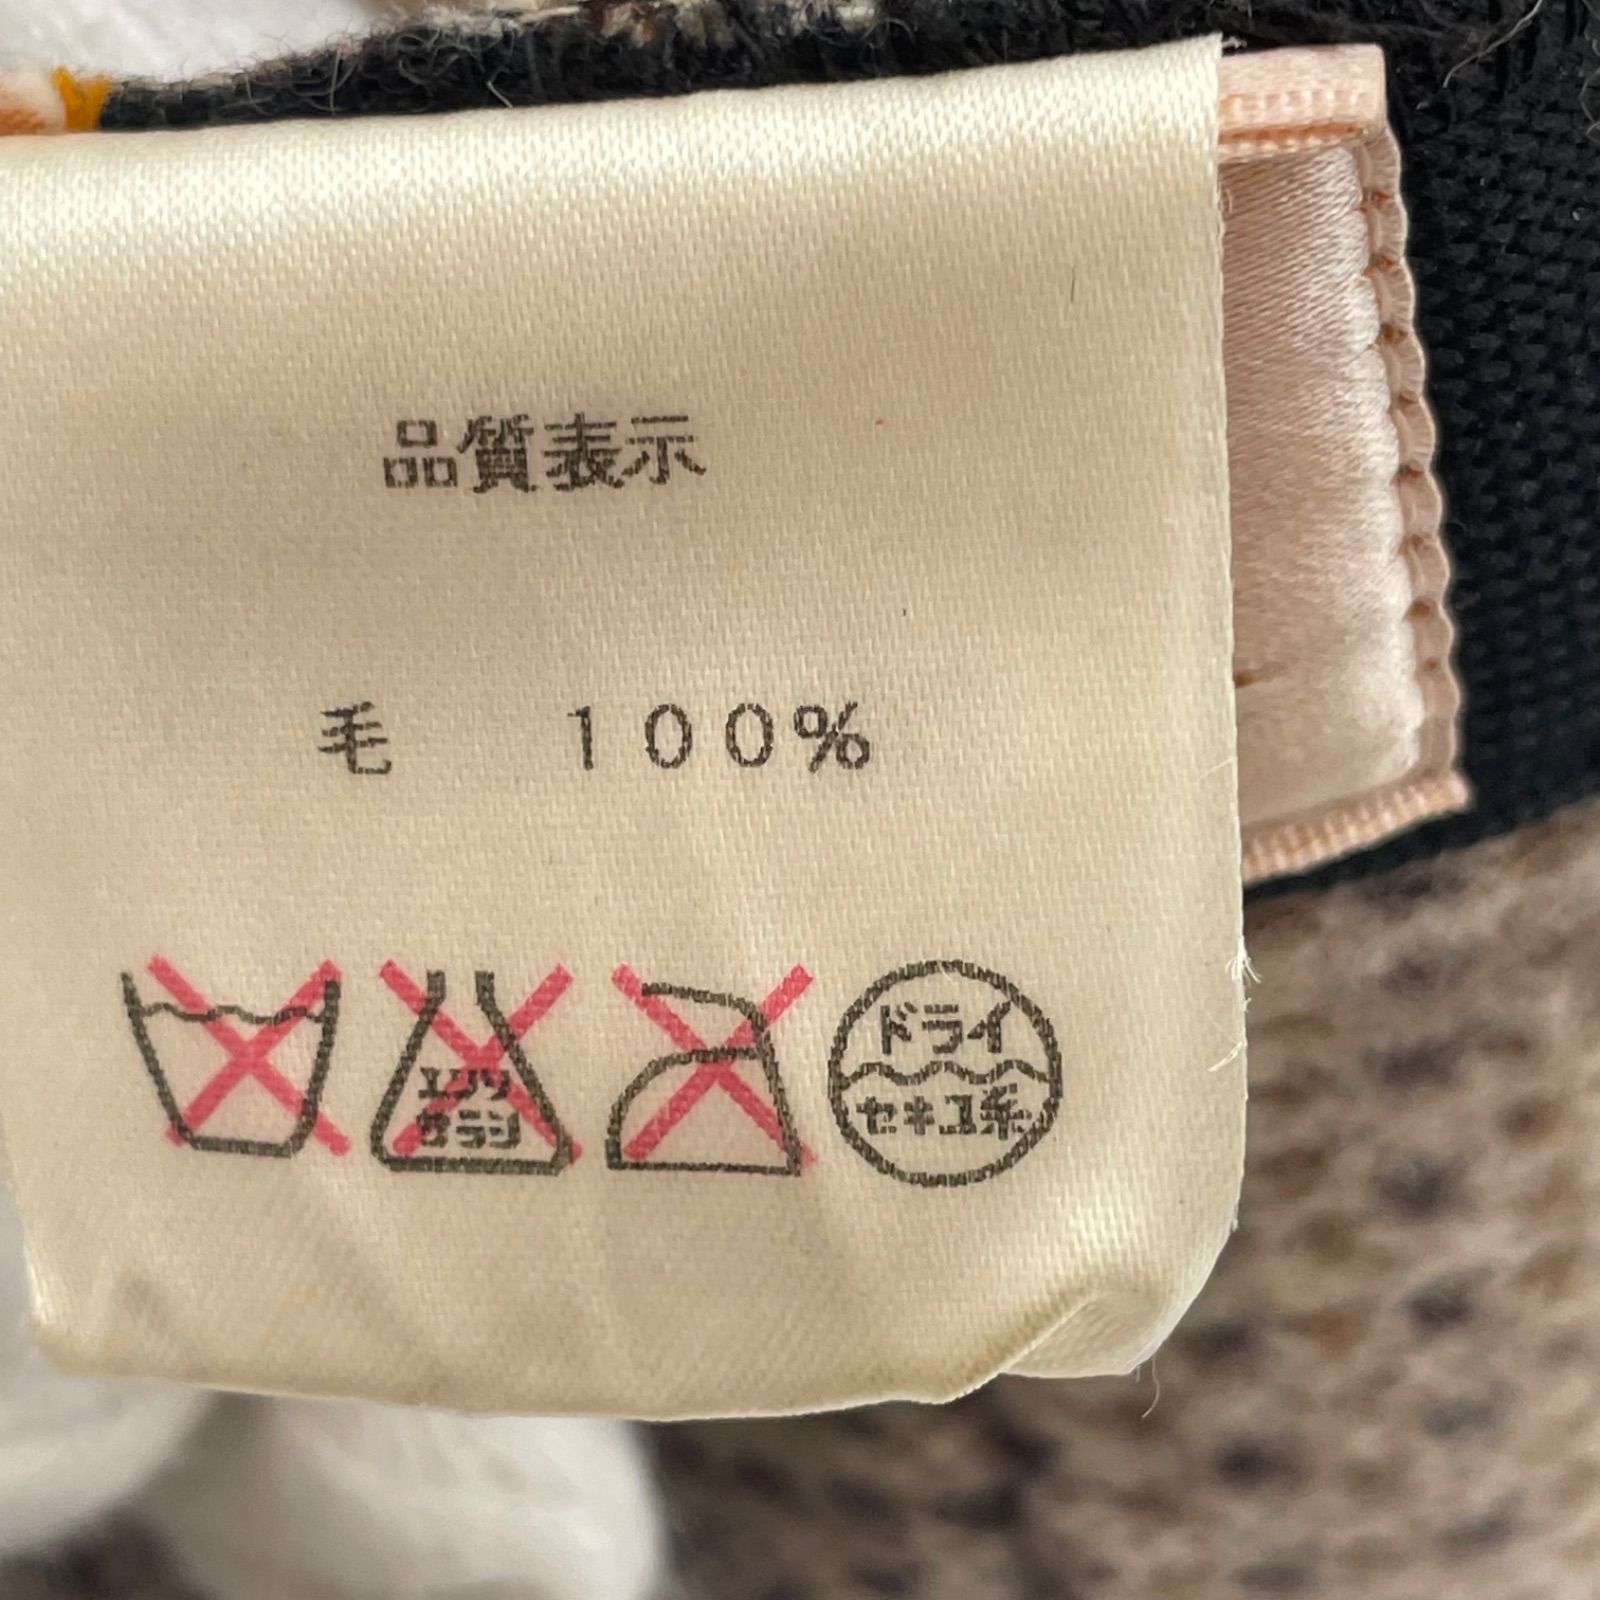 品質表示
毛 100%
エンソ
サラシ
ドライ
セキユ系